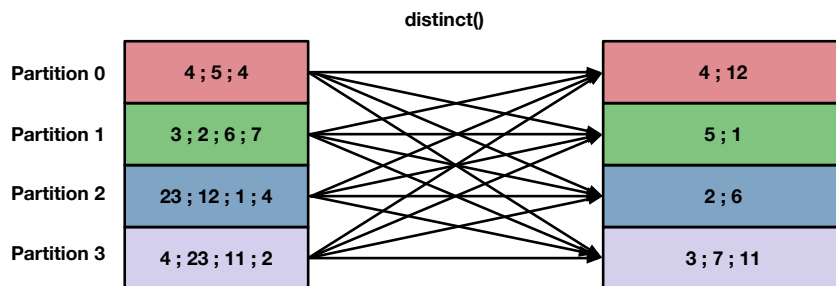 distinct()
Partition 0 4 ; 5 ; 4 4 ; 12
Partition 1 3 ; 2 ; 6 ; 7 5 ; 1
Partition 2 23 ; 12 ; 1 ; 4 2 ; 6
Partition 3 4 ; 23 ; 11 ; 2 3 ; 7 ; 11